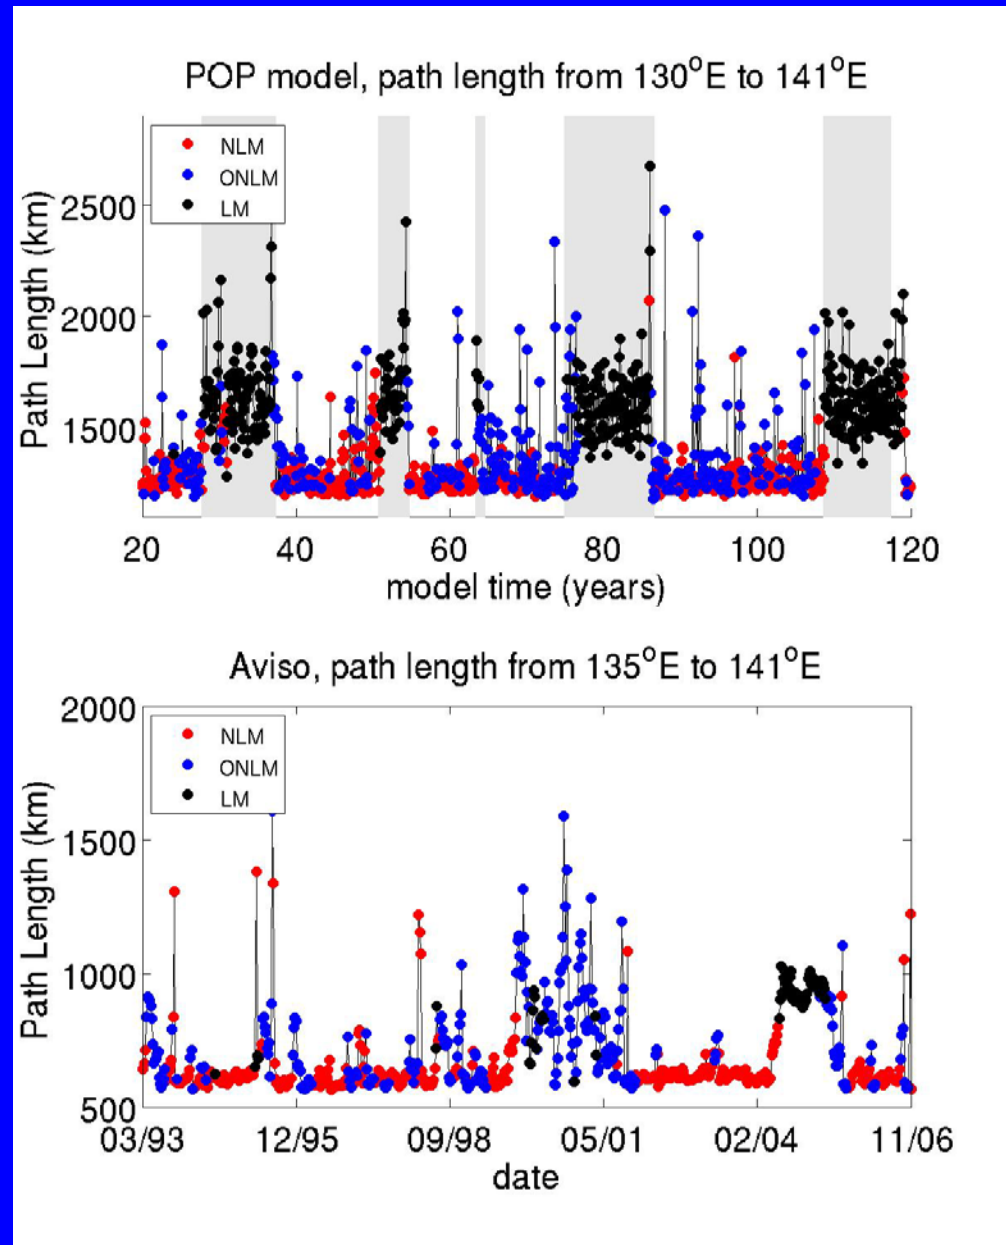 POP model, path length from 130°E to 141°E
NLM
ONLM
LM
Path Length (km)
2500
2000
1500
20 40 60 80 100 120
model time (years)
Aviso, path length from 135°E to 141°E
NLM
ONLM
LM
Path Length (km)
2000
1500
1000
500
03/93 12/95 09/98 05/01 02/04 11/06
date